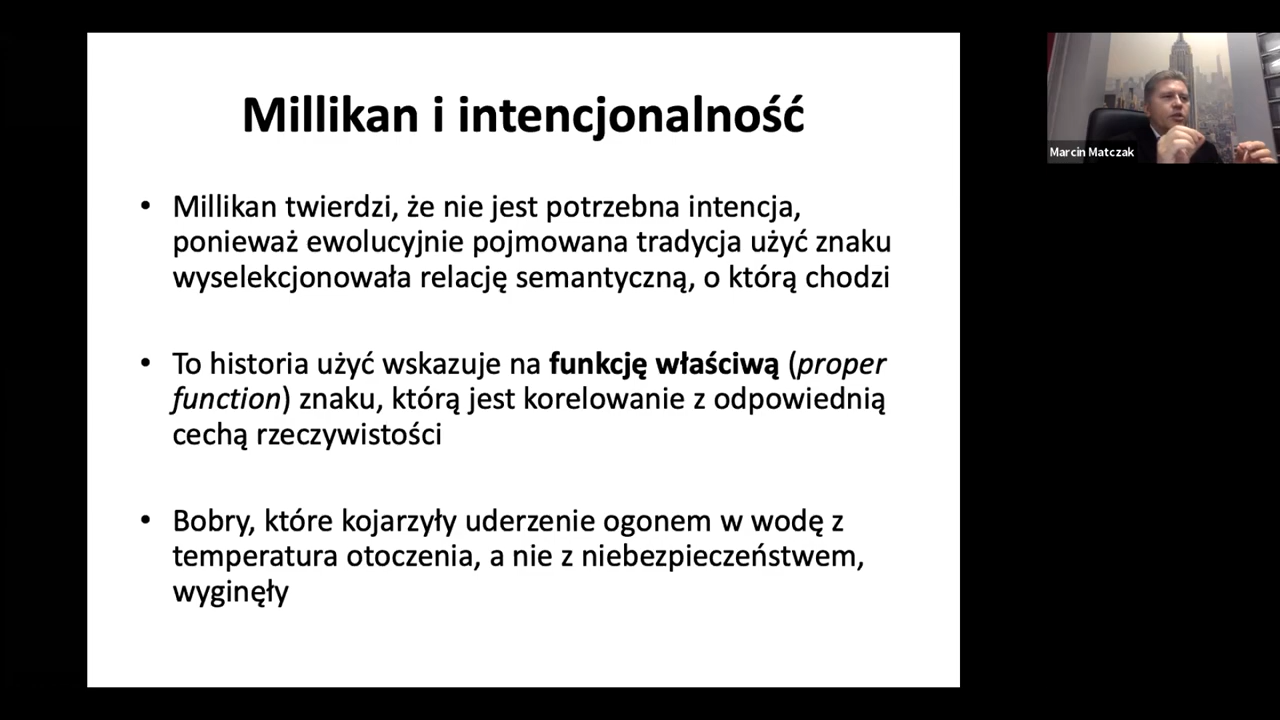 Millikan i intencjonalność
• Millikan twierdzi, że nie jest potrzebna intencja,
ponieważ ewolucyjnie pojmowana tradycja użyć znaku
wyselekcjonowała relację semantyczną, o którą chodzi
• To historia użyć wskazuje na funkcję właściwą (proper
function) znaku, którą jest korelowanie z odpowiednią
cechą rzeczywistości
• Bobry, które kojarzyły uderzenie ogonem w wodę z
temperatura otoczenia, a nie z niebezpieczeństwem,
wyginęły
Marcin Matczak